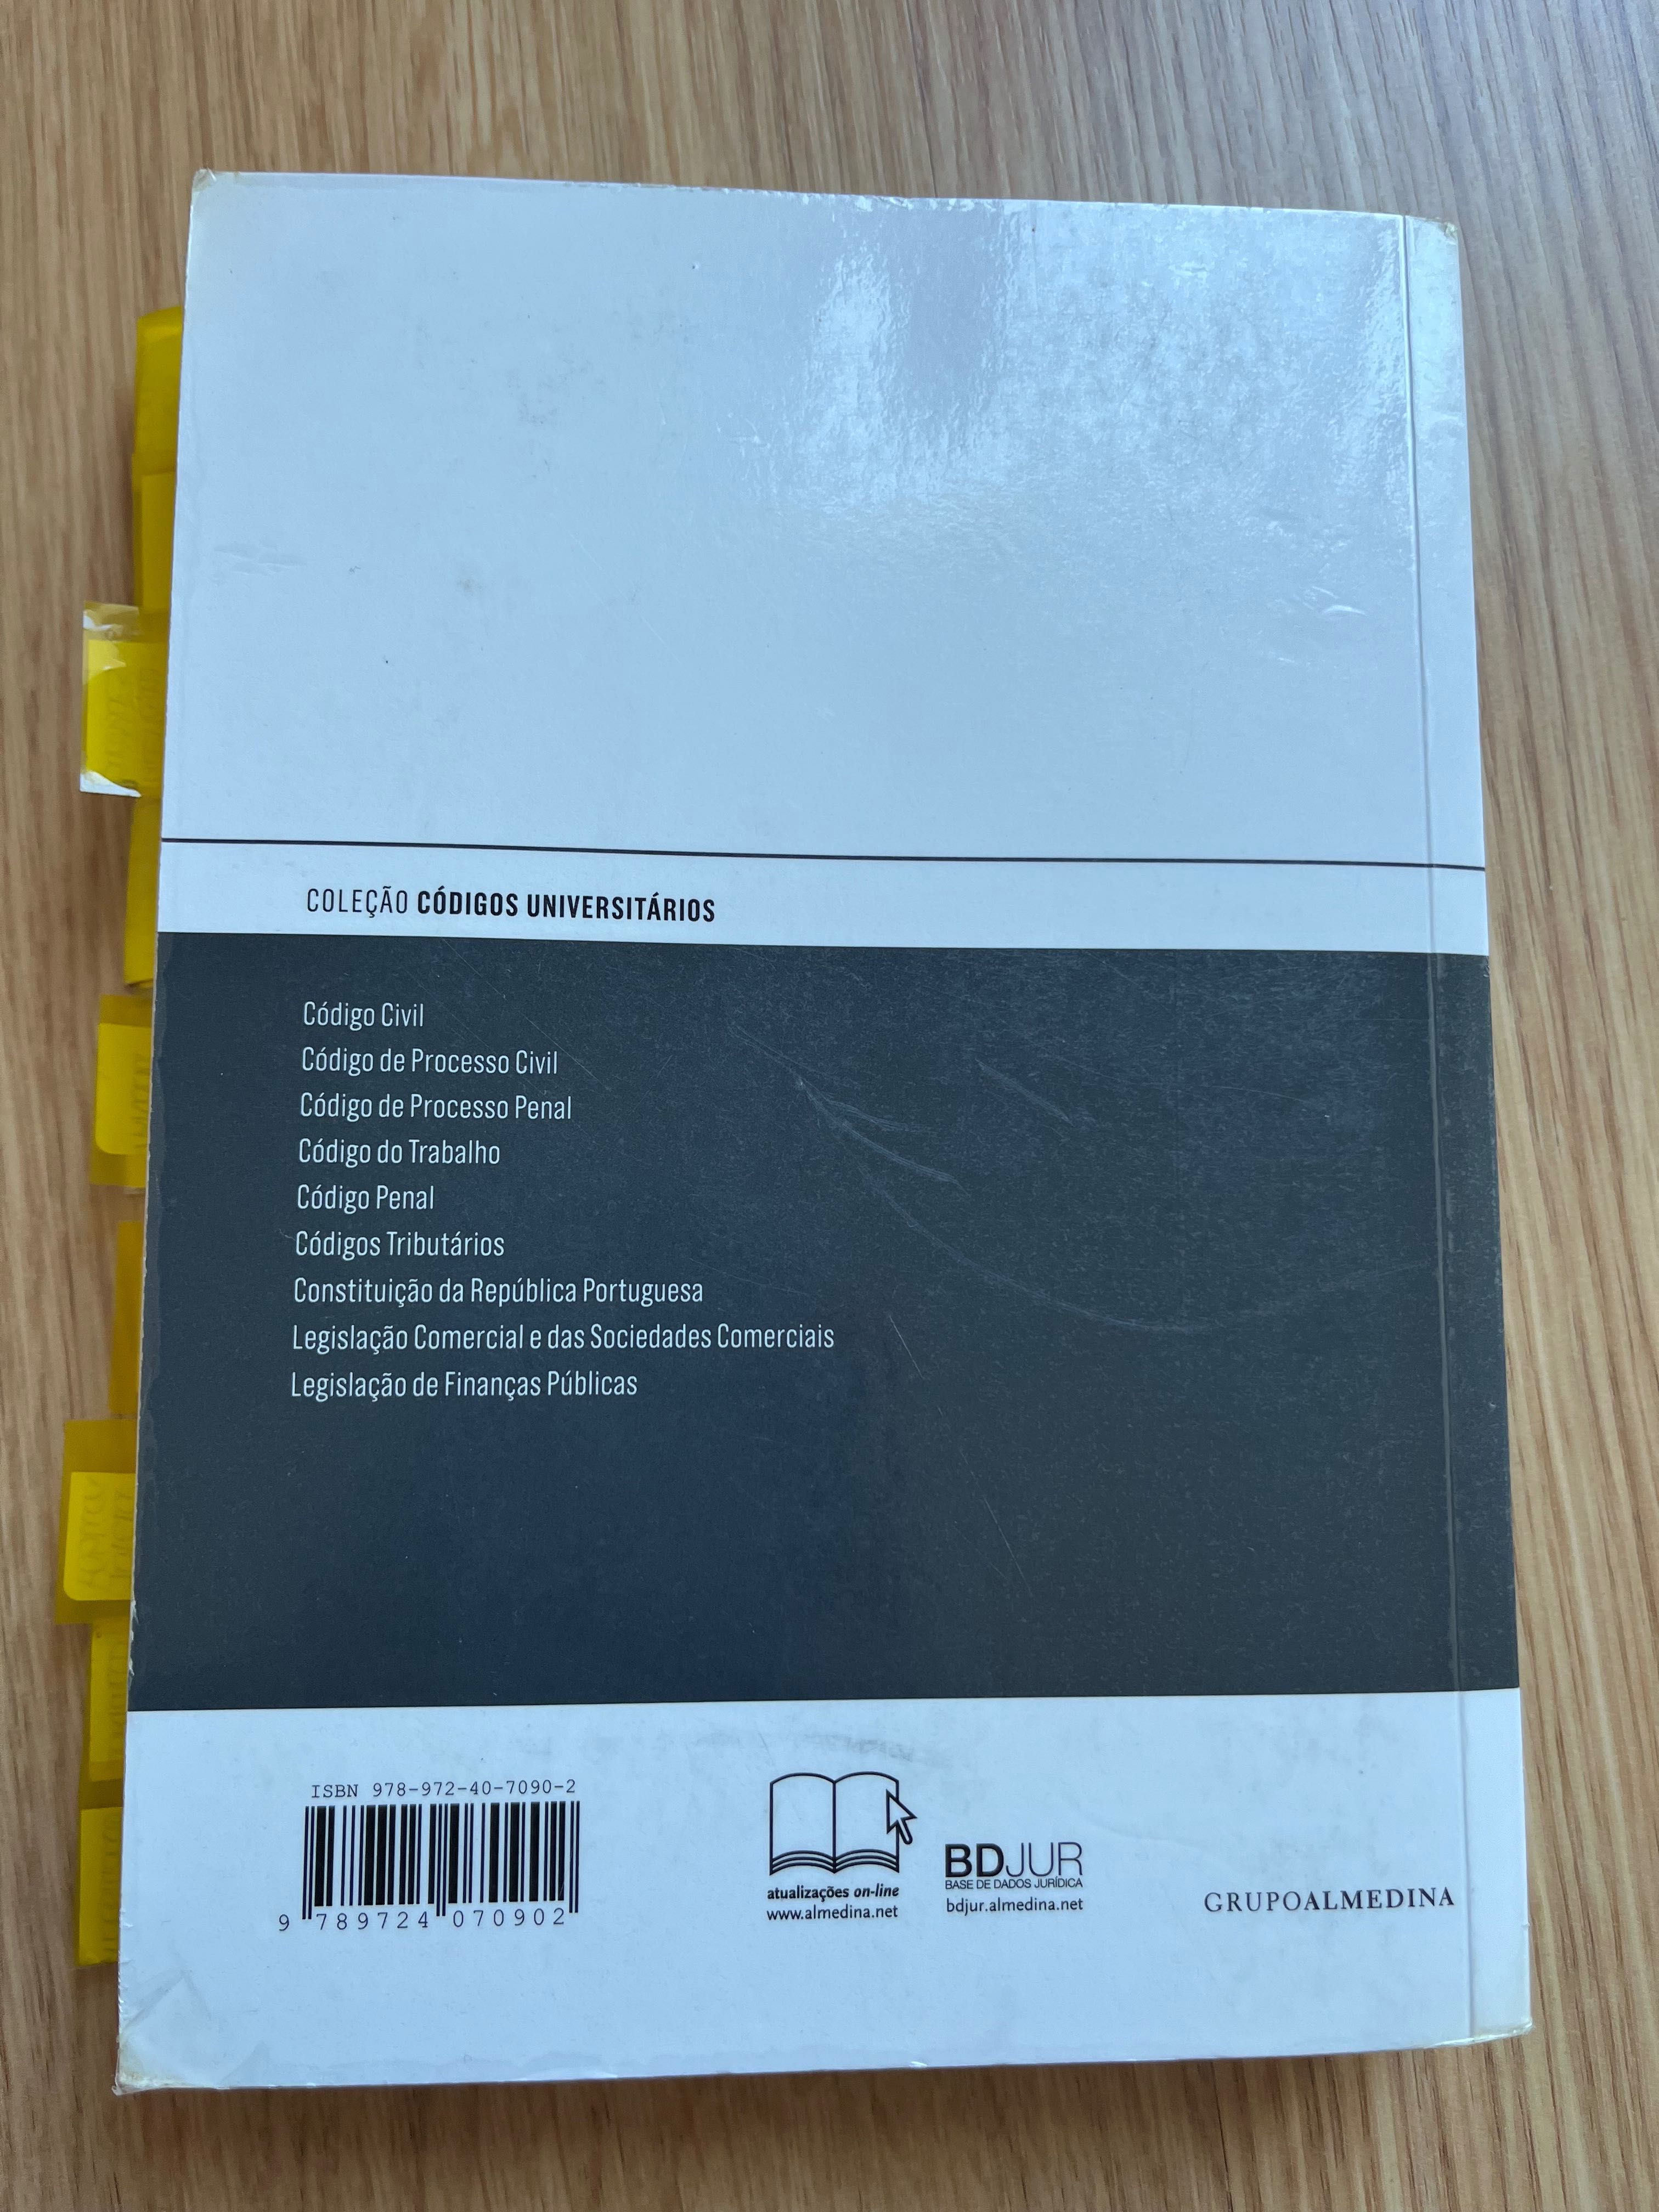 COLEÇÃO CÓDIGOS UNIVERSITÁRIOS
Código Civil
Código de Processo Civil
Código de Processo Penal
Código do Trabalho
Código Penal
Códigos Tributários
Constituição da República Portuguesa
Legislação Comercial e das Sociedades Comerciais
Legislação de Finanças Públicas
ISBN 978-972-40-7090-2
9 789724 070902
atualizações on-line
www.almedina.net
BDJUR
BASE DE DADOS JURÍDICA
bdjur.almedina.net
GRUPOALMEDINA